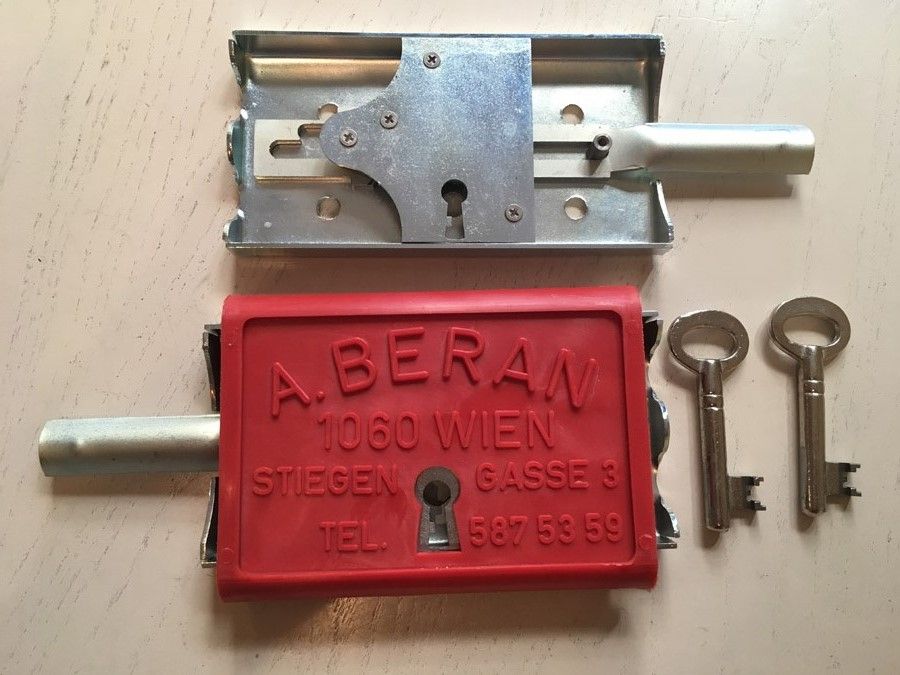 A. BERAN
1060 WIEN
STIEGEN GASSE 3
TEL. 587 53 59